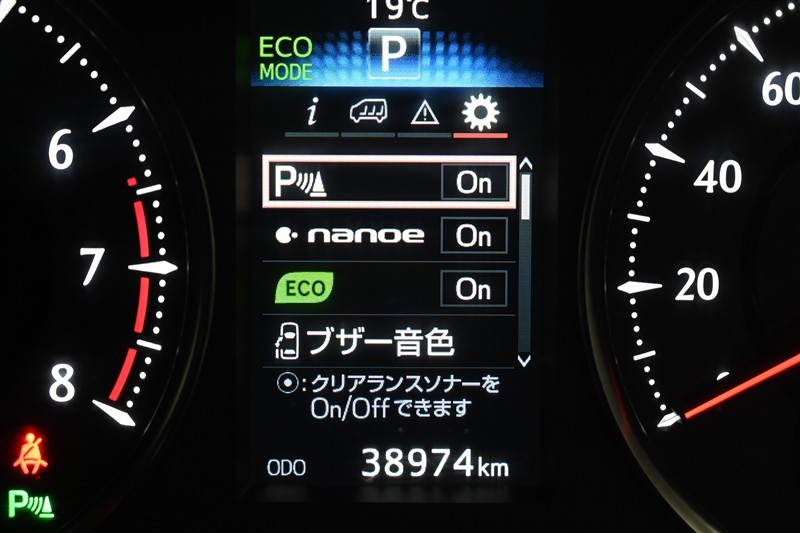 19℃
ECO
MODE
P
i
P On
nanoe On
ECO On
ブザー音色
⦿:クリアランスソナーを
On/Offできます
ODO 38974km
6
7
8
P
60
40
20